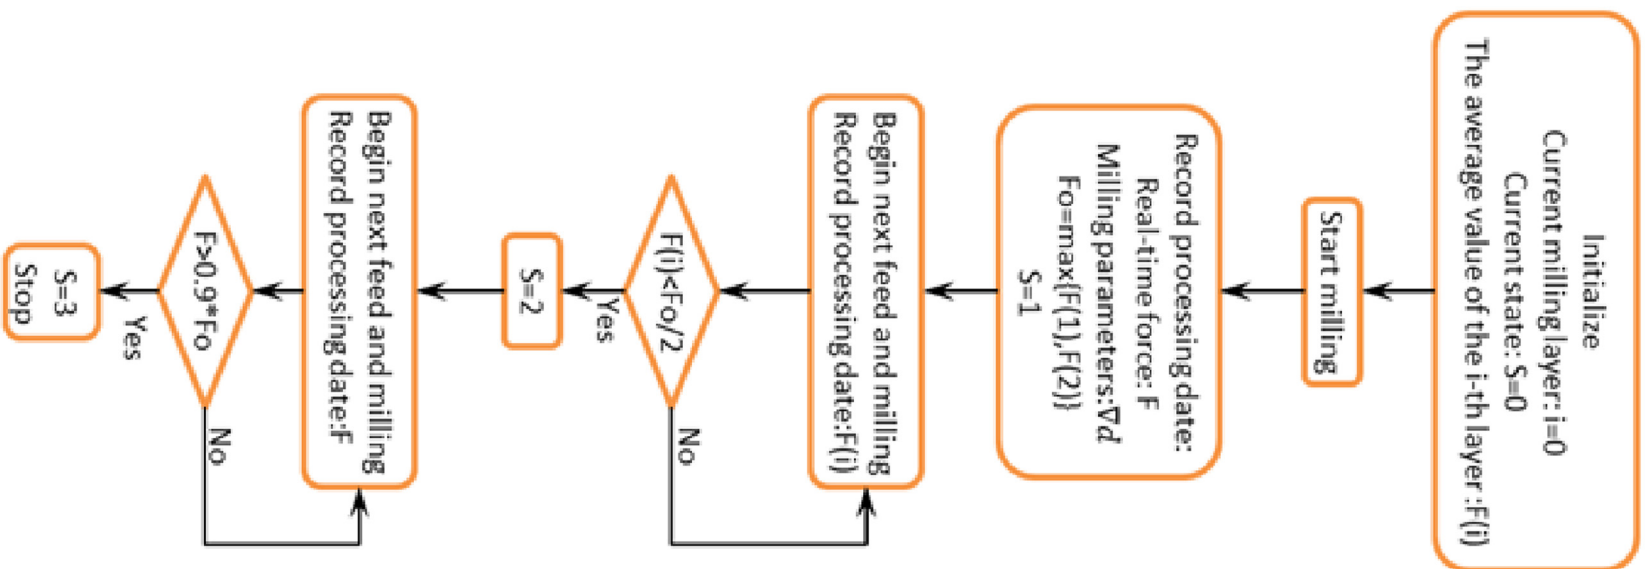 Initialize
Current milling layer: i=0
Current state: S=0
The average value of the i-th layer :F(i)
Start milling
Record processing date:
Real-time force: F
Milling parameters:∇d
Fo=max{F(1),F(2)}
S=1
Begin next feed and milling
Record processing date:F(i)
F(i)<Fo/2
No
Yes
S=2
Begin next feed and milling
Record processing date:F
F>0.9*Fo
No
Yes
S=3
Stop